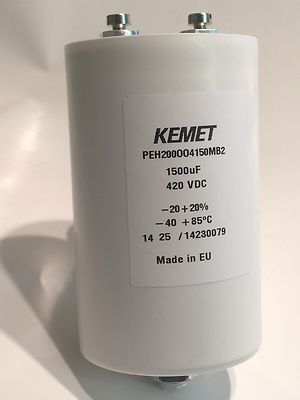 KEMET
PEH200OO4150MB2
1500uF
420 VDC
-20+20%
-40 +85°C
14 25 /14230079
Made in EU